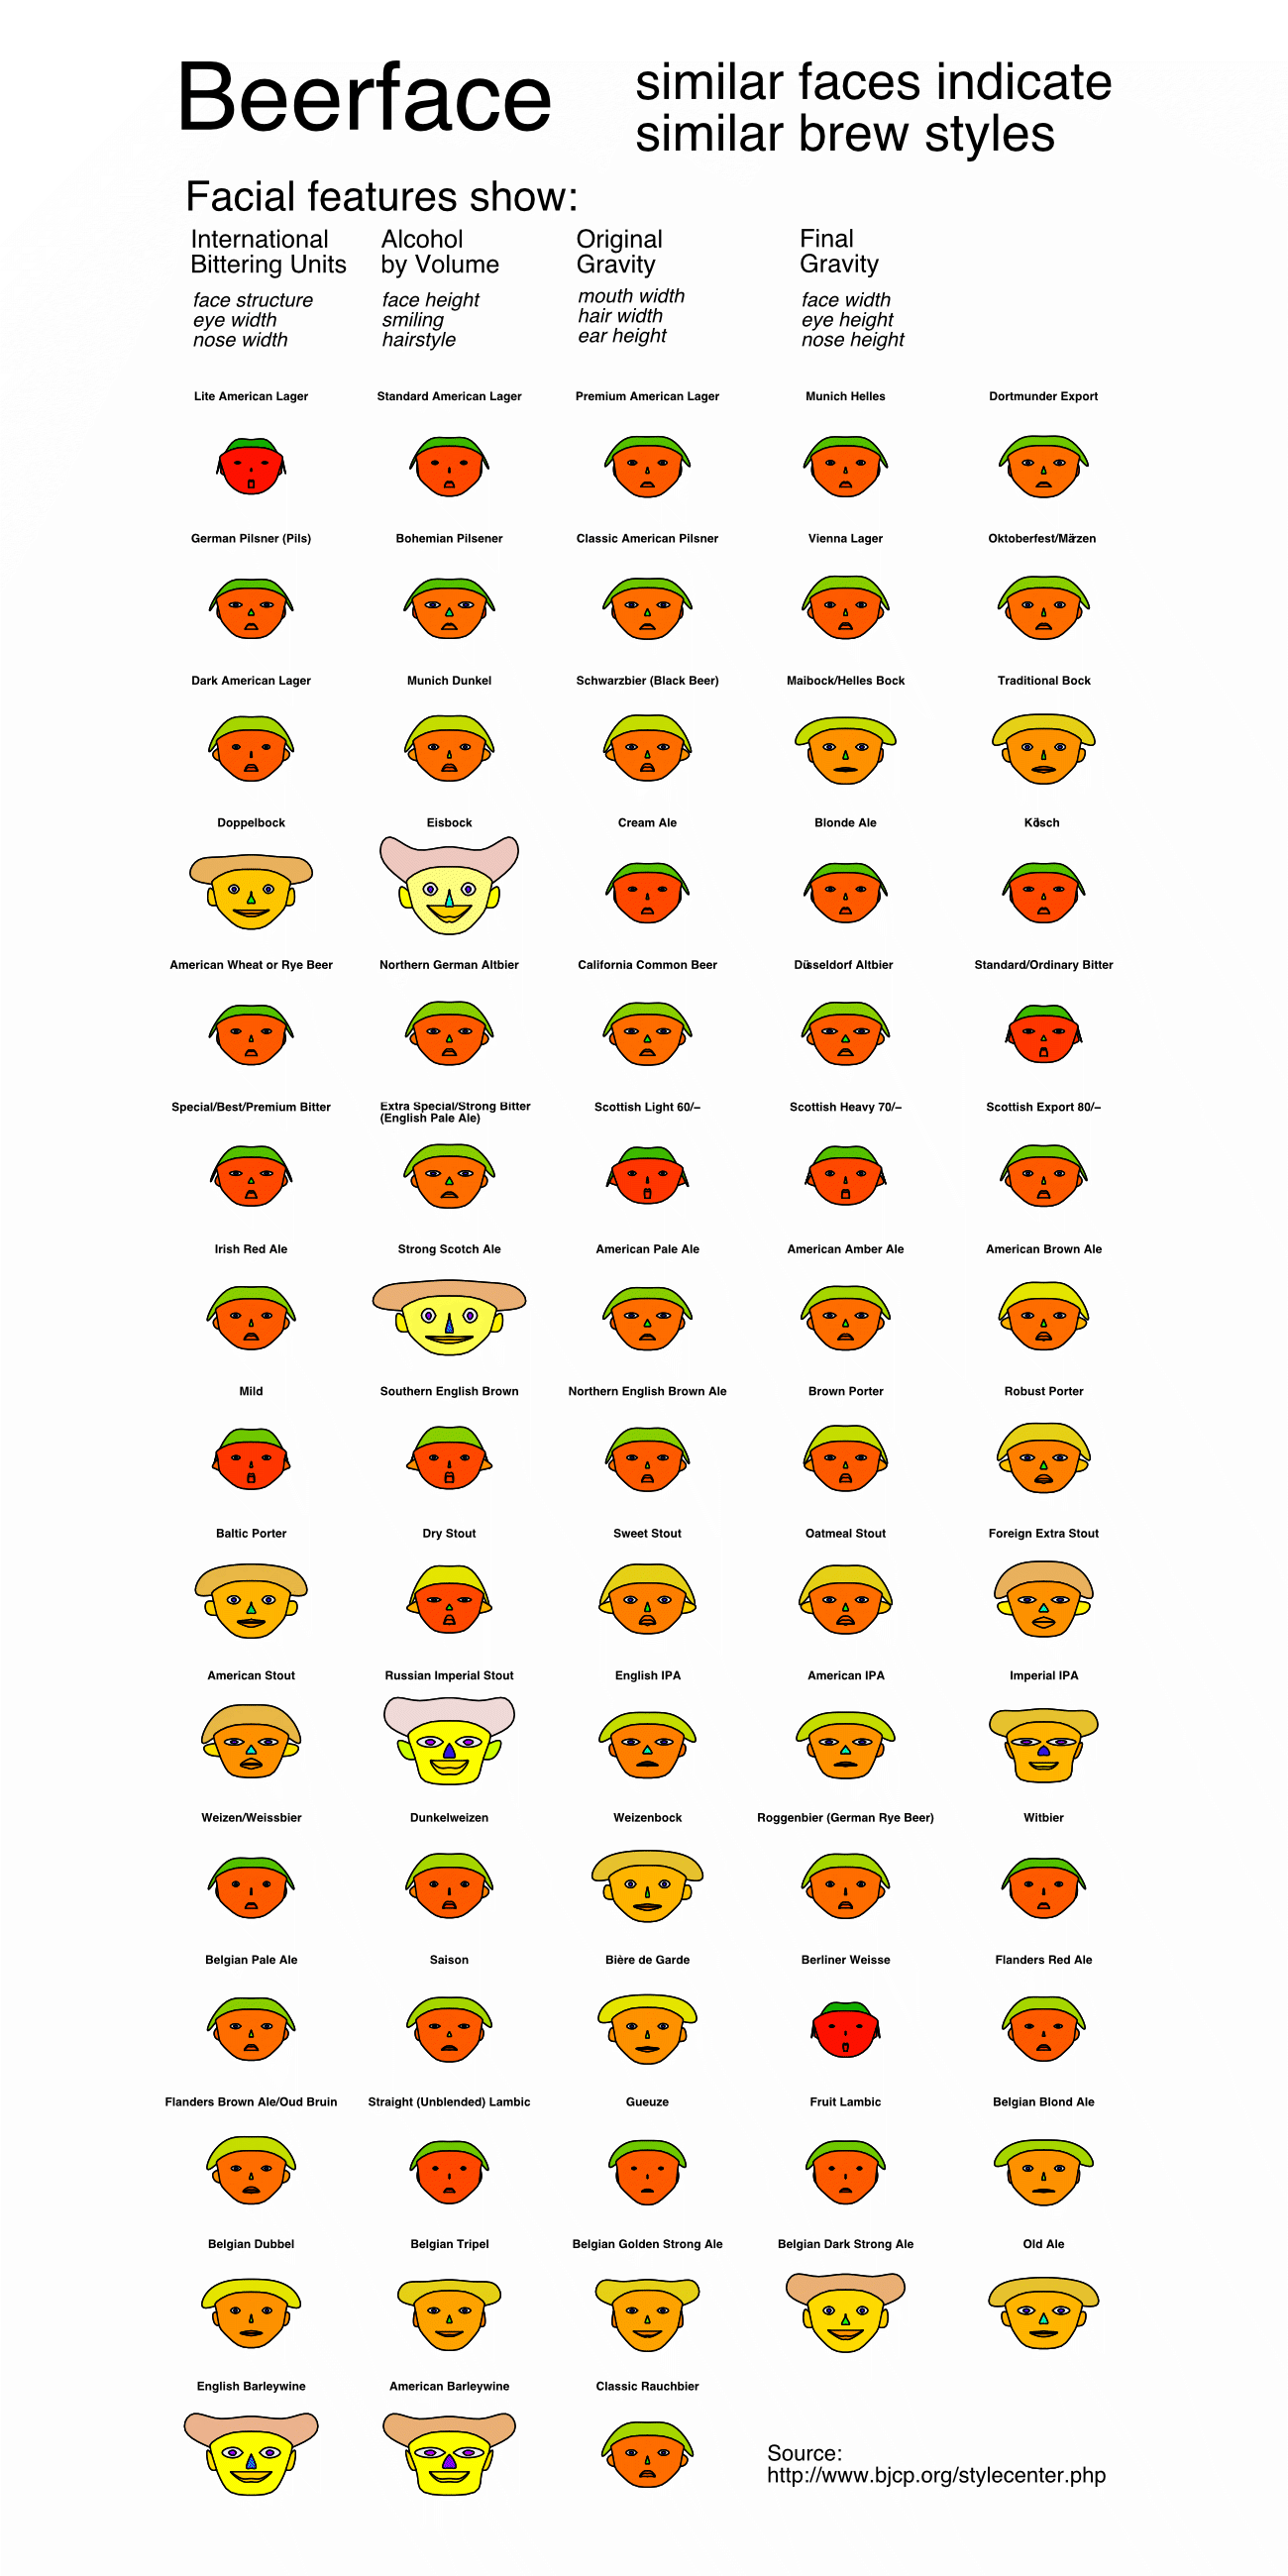 Beerface
similar faces indicate
similar brew styles
Facial features show:
International
Bittering Units
face structure
eye width
nose width
Alcohol
by Volume
face height
smiling
hairstyle
Original
Gravity
mouth width
hair width
ear height
Final
Gravity
face width
eye height
nose height
Lite American Lager
Standard American Lager
Premium American Lager
Munich Helles
Dortmunder Export
German Pilsner (Pils)
Bohemian Pilsener
Classic American Pilsner
Vienna Lager
Oktoberfest/Märzen
Dark American Lager
Munich Dunkel
Schwarzbier (Black Beer)
Maibock/Helles Bock
Traditional Bock
Doppelbock
Eisbock
Cream Ale
Blonde Ale
Kösch
American Wheat or Rye Beer
Northern German Altbier
California Common Beer
Düsseldorf Altbier
Standard/Ordinary Bitter
Special/Best/Premium Bitter
Extra Special/Strong Bitter
(English Pale Ale)
Scottish Light 60/–
Scottish Heavy 70/–
Scottish Export 80/–
Irish Red Ale
Strong Scotch Ale
American Pale Ale
American Amber Ale
American Brown Ale
Mild
Southern English Brown
Northern English Brown Ale
Brown Porter
Robust Porter
Baltic Porter
Dry Stout
Sweet Stout
Oatmeal Stout
Foreign Extra Stout
American Stout
Russian Imperial Stout
English IPA
American IPA
Imperial IPA
Weizen/Weissbier
Dunkelweizen
Weizenbock
Roggenbier (German Rye Beer)
Witbier
Belgian Pale Ale
Saison
Bière de Garde
Berliner Weisse
Flanders Red Ale
Flanders Brown Ale/Oud Bruin
Straight (Unblended) Lambic
Gueuze
Fruit Lambic
Belgian Blond Ale
Belgian Dubbel
Belgian Tripel
Belgian Golden Strong Ale
Belgian Dark Strong Ale
Old Ale
English Barleywine
American Barleywine
Classic Rauchbier
Source:
http://www.bjcp.org/stylecenter.php